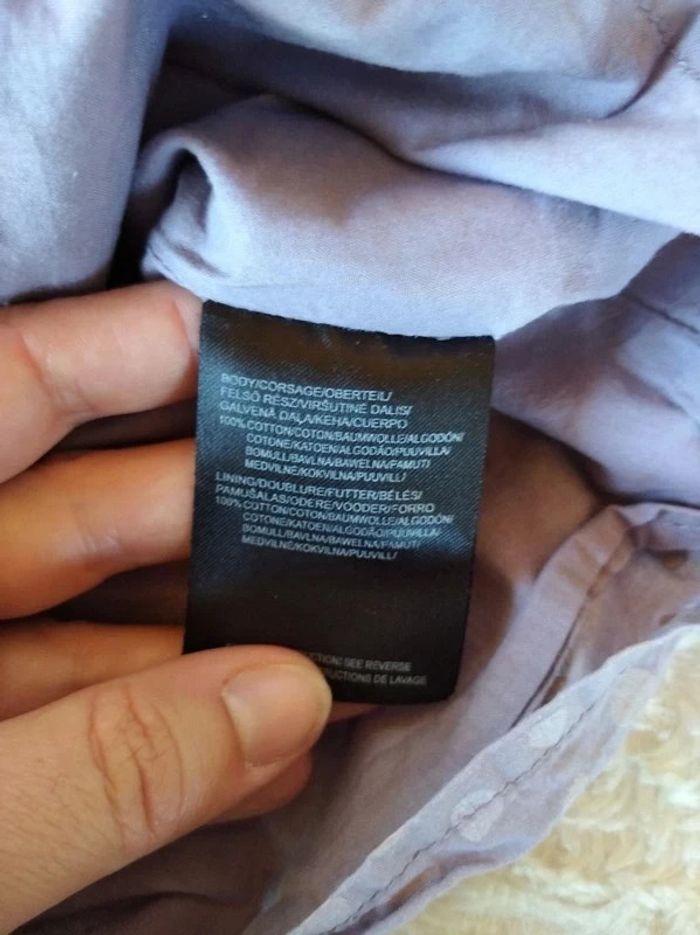 BODY/CORSAGE/OBERTEIL/
FELSŐ RÉSZ/VIRŠUTINĖ DALIS/
GALVENĀ DAĻA/KEHA/CUERPO
100% COTTON/COTON/BAUMWOLLE/ALGODÓN/
COTONE/KATOEN/ALGODÃO/PUUVILLA/
BOMULL/BAVLNA/BAWEŁNA/PAMUT/
MEDVILNĖ/KOKVILNA/PUUVILL/
LINING/DOUBLURE/FUTTER/BÉLÉS/
PAMUŠALAS/ODERE/VOODER/FORRO
100% COTTON/COTON/BAUMWOLLE/ALGODÓN/
COTONE/KATOEN/ALGODÃO/PUUVILLA/
BOMULL/BAVLNA/BAWEŁNA/PAMUT/
MEDVILNĖ/KOKVILNA/PUUVILL/
SEE REVERSE
DE LAVAGE